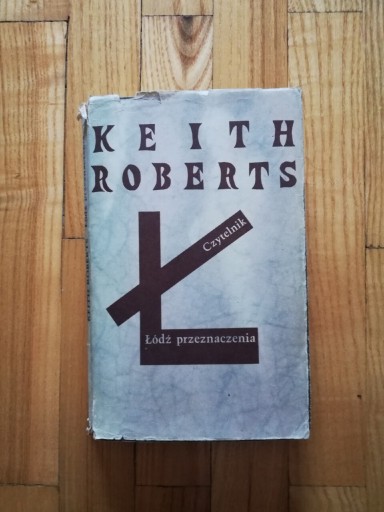 KEITH
ROBERTS
Ł
Czytelnik
Łódź przeznaczenia